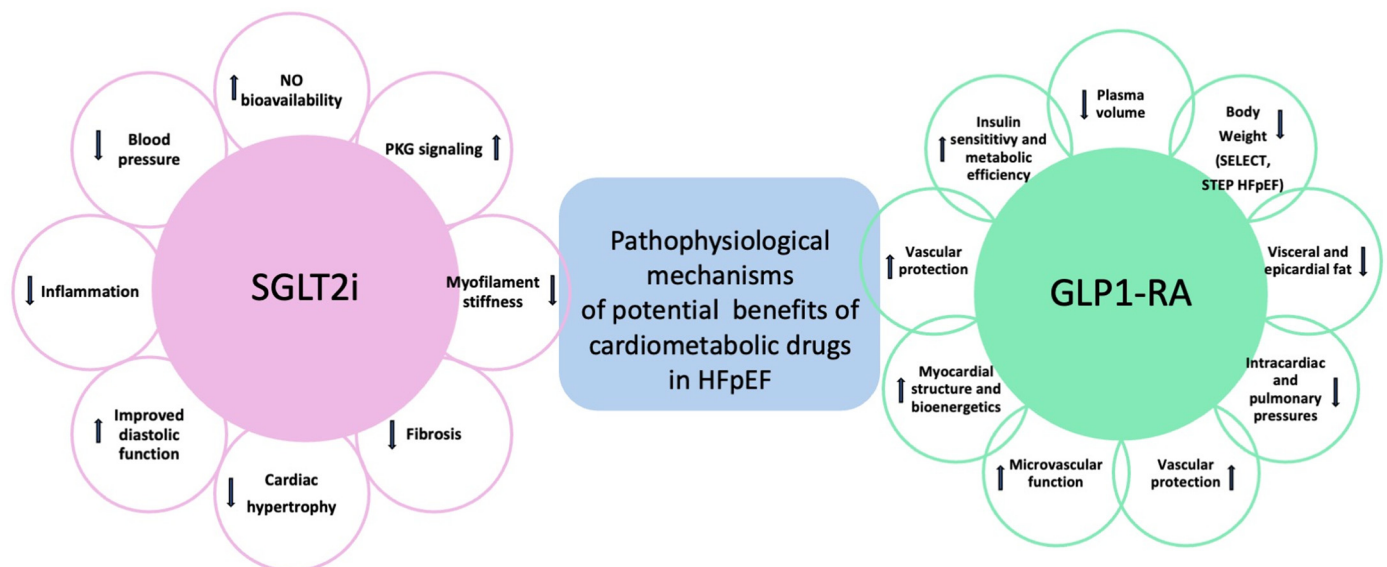 NO
bioavailability
PKG signaling
Myofilament
stiffness
Fibrosis
Cardiac
hypertrophy
Improved
diastolic
function
Inflammation
Blood
pressure
SGLT2i
Pathophysiological
mechanisms
of potential benefits of
cardiometabolic drugs
in HFpEF
Plasma
volume
Body
Weight
(SELECT,
STEP HFpEF)
Visceral and
epicardial fat
Intracardiac
and
pulmonary
pressures
Vascular
protection
Microvascular
function
Myocardial
structure and
bioenergetics
Vascular
protection
Insulin
sensititivy and
metabolic
efficiency
GLP1-RA